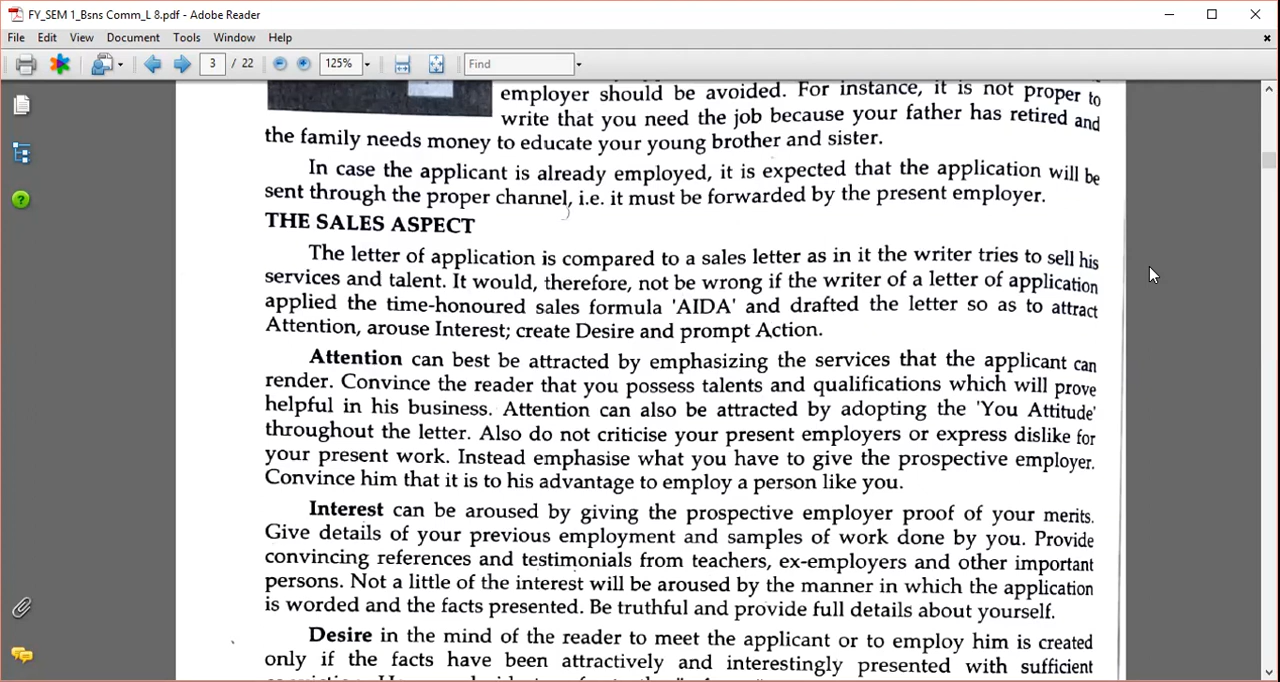 FY_SEM 1_Bsns Comm_L 8.pdf - Adobe Reader
File Edit View Document Tools Window Help
3 / 22 125% Find
employer should be avoided. For instance, it is not proper to
write that you need the job because your father has retired and
the family needs money to educate your young brother and sister.
In case the applicant is already employed, it is expected that the application will be
sent through the proper channel, i.e. it must be forwarded by the present employer.
THE SALES ASPECT
The letter of application is compared to a sales letter as in it the writer tries to sell his
services and talent. It would, therefore, not be wrong if the writer of a letter of application
applied the time-honoured sales formula 'AIDA' and drafted the letter so as to attract
Attention, arouse Interest; create Desire and prompt Action.
Attention can best be attracted by emphasizing the services that the applicant can
render. Convince the reader that you possess talents and qualifications which will prove
helpful in his business. Attention can also be attracted by adopting the 'You Attitude'
throughout the letter. Also do not criticise your present employers or express dislike for
your present work. Instead emphasise what you have to give the prospective employer.
Convince him that it is to his advantage to employ a person like you.
Interest can be aroused by giving the prospective employer proof of your merits.
Give details of your previous employment and samples of work done by you. Provide
convincing references and testimonials from teachers, ex-employers and other important
persons. Not a little of the interest will be aroused by the manner in which the application
is worded and the facts presented. Be truthful and provide full details about yourself.
Desire in the mind of the reader to meet the applicant or to employ him is created
only if the facts have been attractively and interestingly presented with sufficient